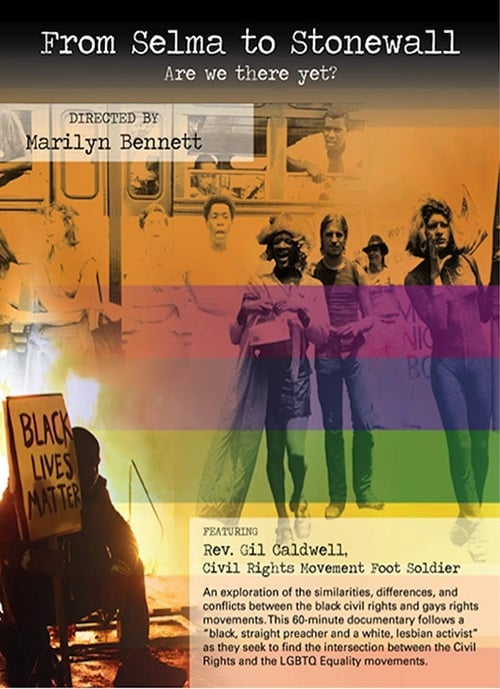 From Selma to Stonewall
Are we there yet?
DIRECTED BY
Marilyn Bennett
BLACK
LIVES
MATTER
FEATURING
Rev. Gil Caldwell,
Civil Rights Movement Foot Soldier
An exploration of the similarities, differences, and
conflicts between the black civil rights and gays rights
movements. This 60-minute documentary follows a
"black, straight preacher and a white, lesbian activist"
as they seek to find the intersection between the Civil
Rights and the LGBTQ Equality movements.